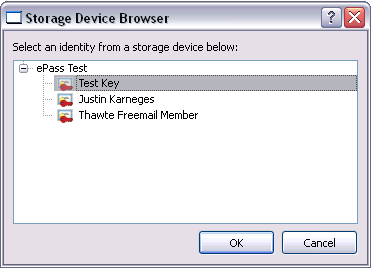 Storage Device Browser
Select an identity from a storage device below:
ePass Test
Test Key
Justin Karneges
Thawte Freemail Member
OK
Cancel